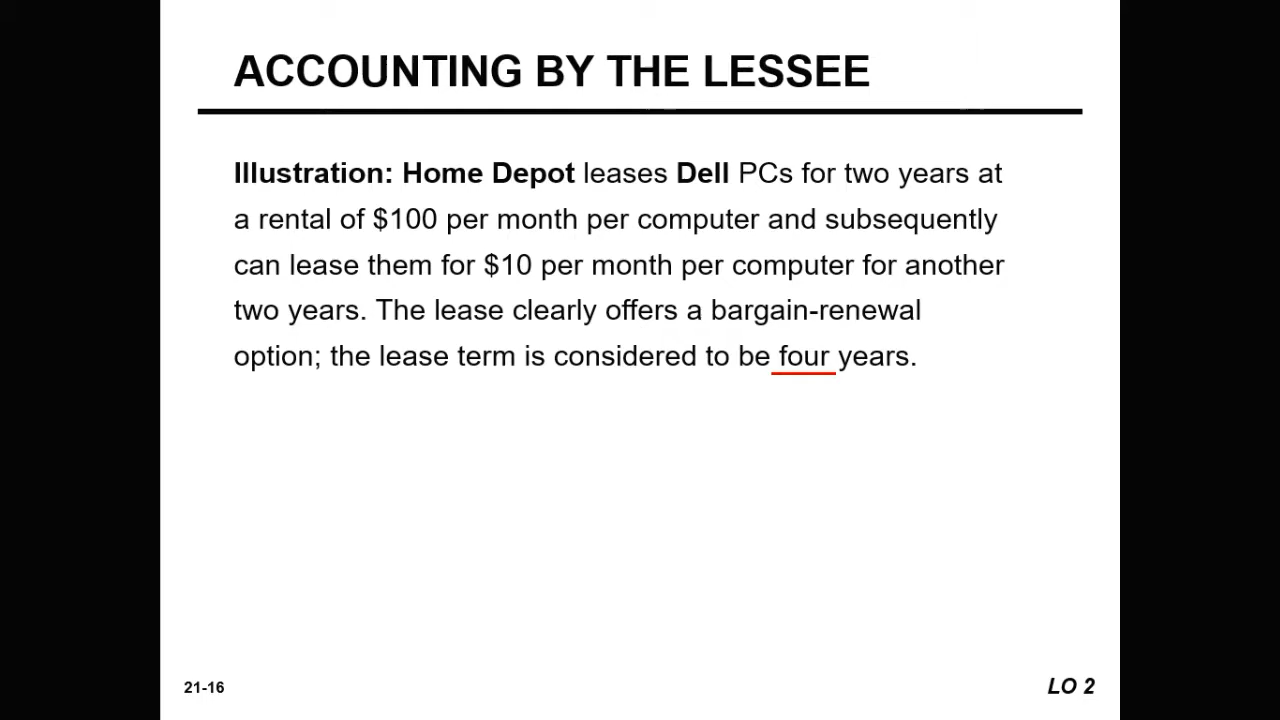 ACCOUNTING BY THE LESSEE
Illustration: Home Depot leases Dell PCs for two years at
a rental of $100 per month per computer and subsequently
can lease them for $10 per month per computer for another
two years. The lease clearly offers a bargain-renewal
option; the lease term is considered to be four years.
21-16
LO 2